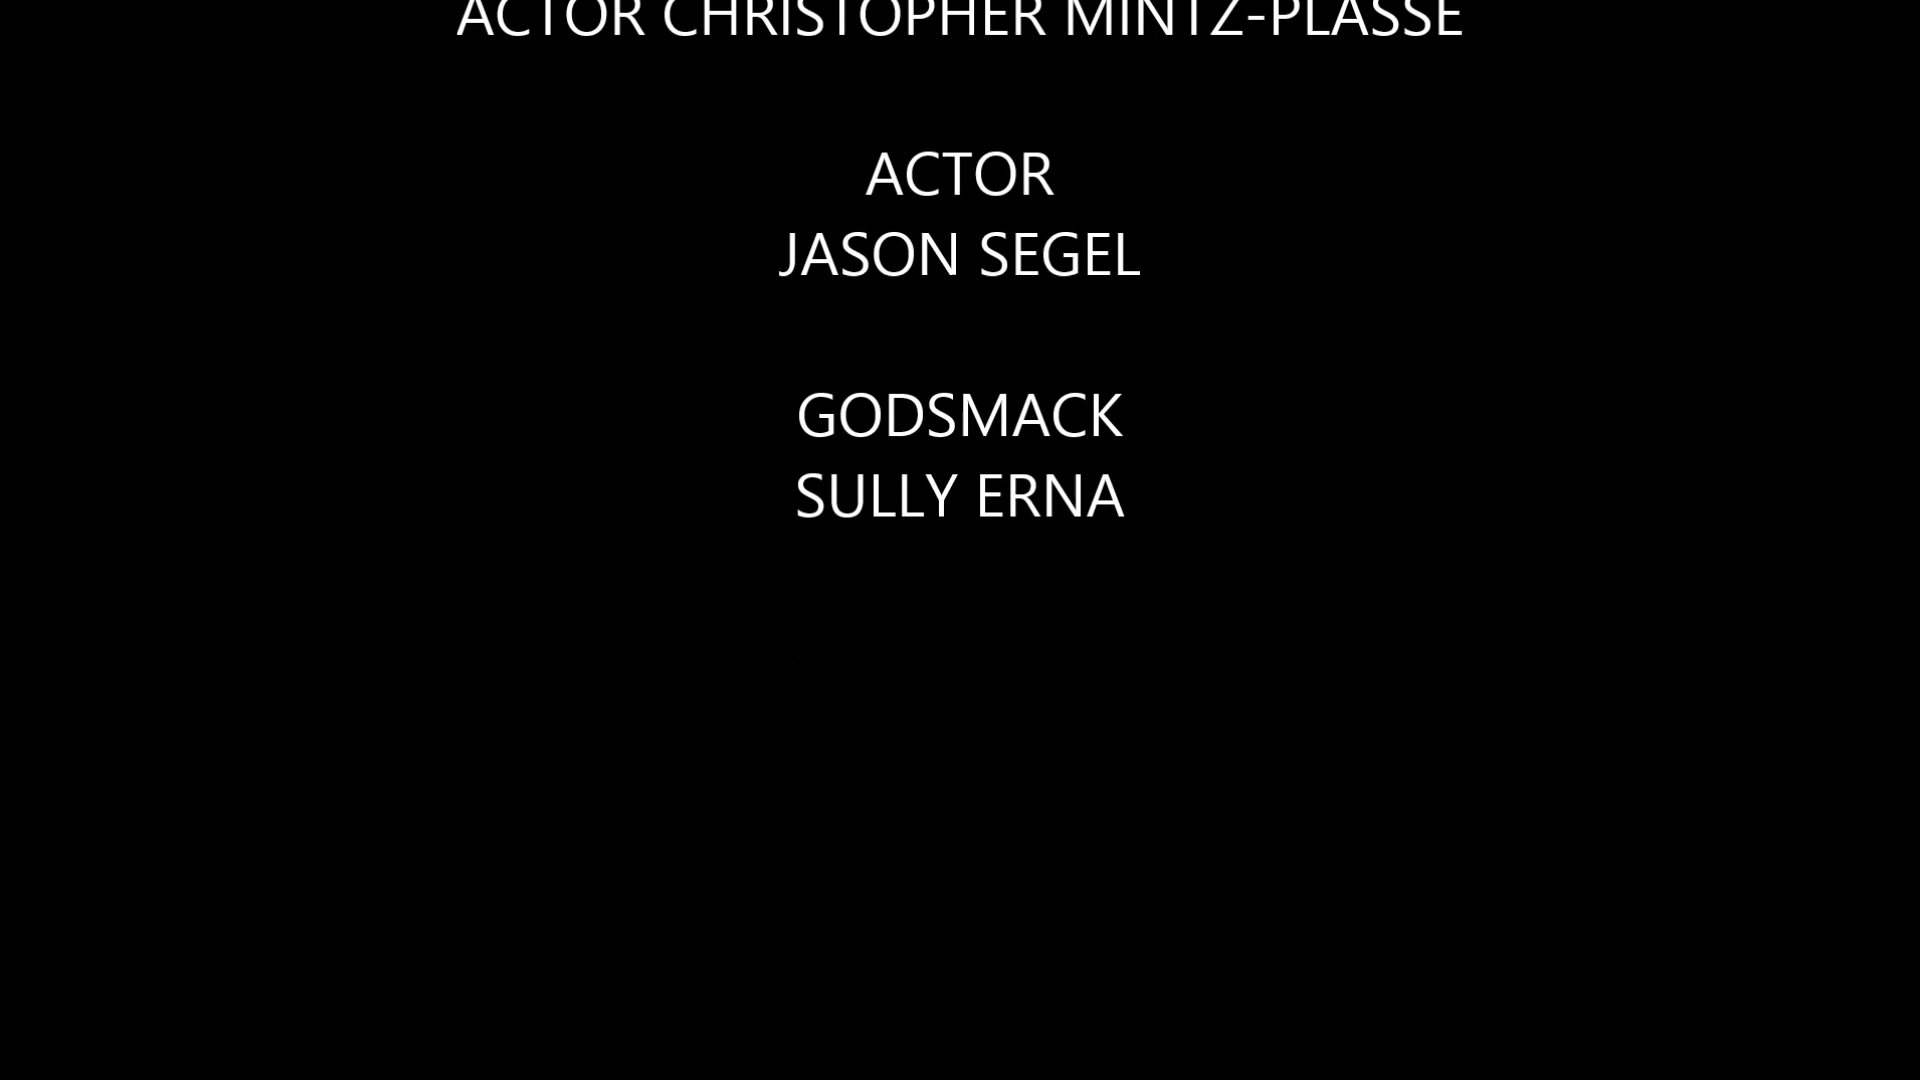 ACTOR CHRISTOPHER MINTZ-PLASSE
ACTOR
JASON SEGEL
GODSMACK
SULLY ERNA